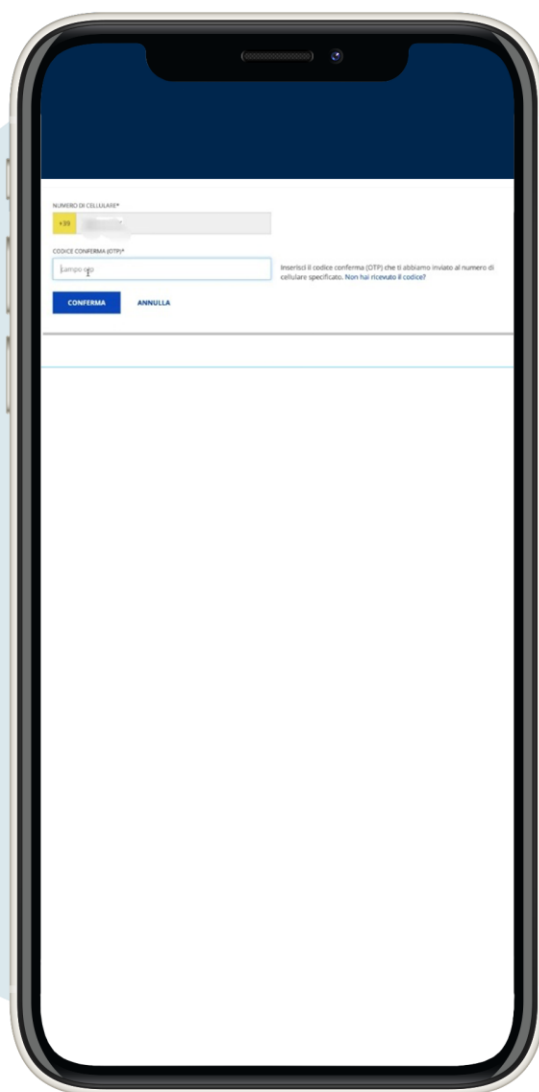 NUMERO DI CELLULARE*
+39
CODICE CONFERMA (OTP)*
Campo otp
Inserisci il codice conferma (OTP) che ti abbiamo inviato al numero di
cellulare specificato. Non hai ricevuto il codice?
CONFERMA ANNULLA